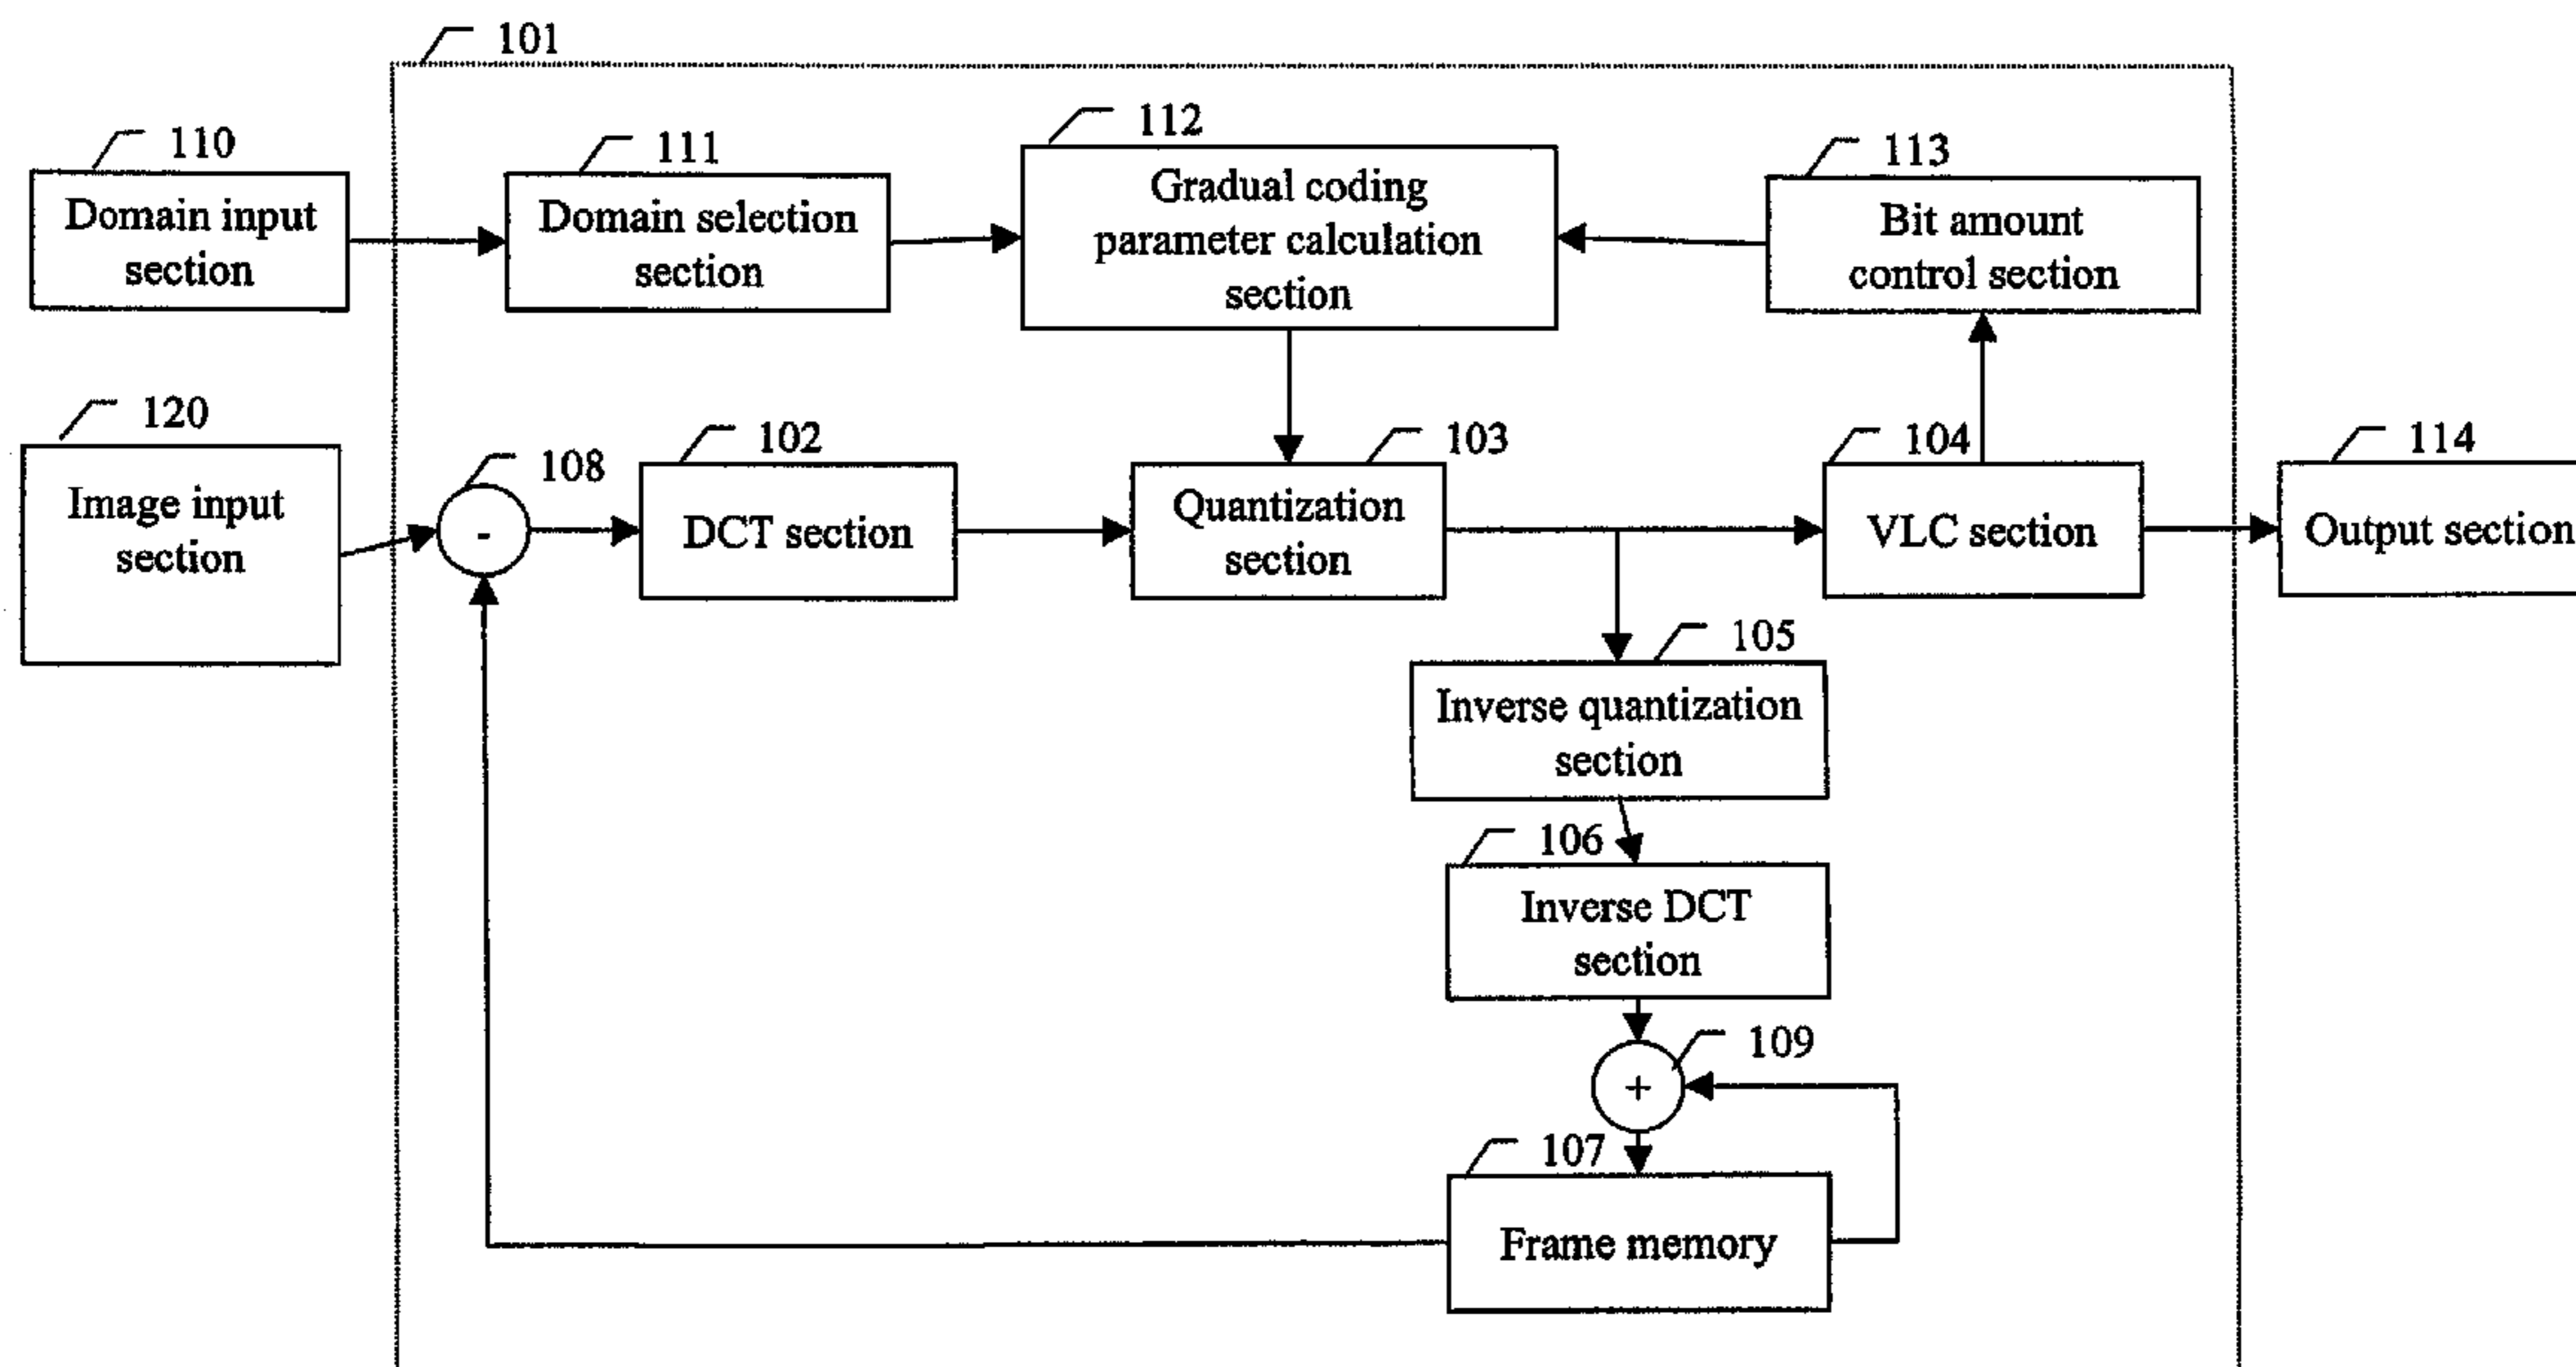 101
110
Domain input
section
111
Domain selection
section
112
Gradual coding
parameter calculation
section
113
Bit amount
control section
120
Image input
section
108
-
102
DCT section
103
Quantization
section
104
VLC section
114
Output section
105
Inverse quantization
section
106
Inverse DCT
section
109
+
107
Frame memory